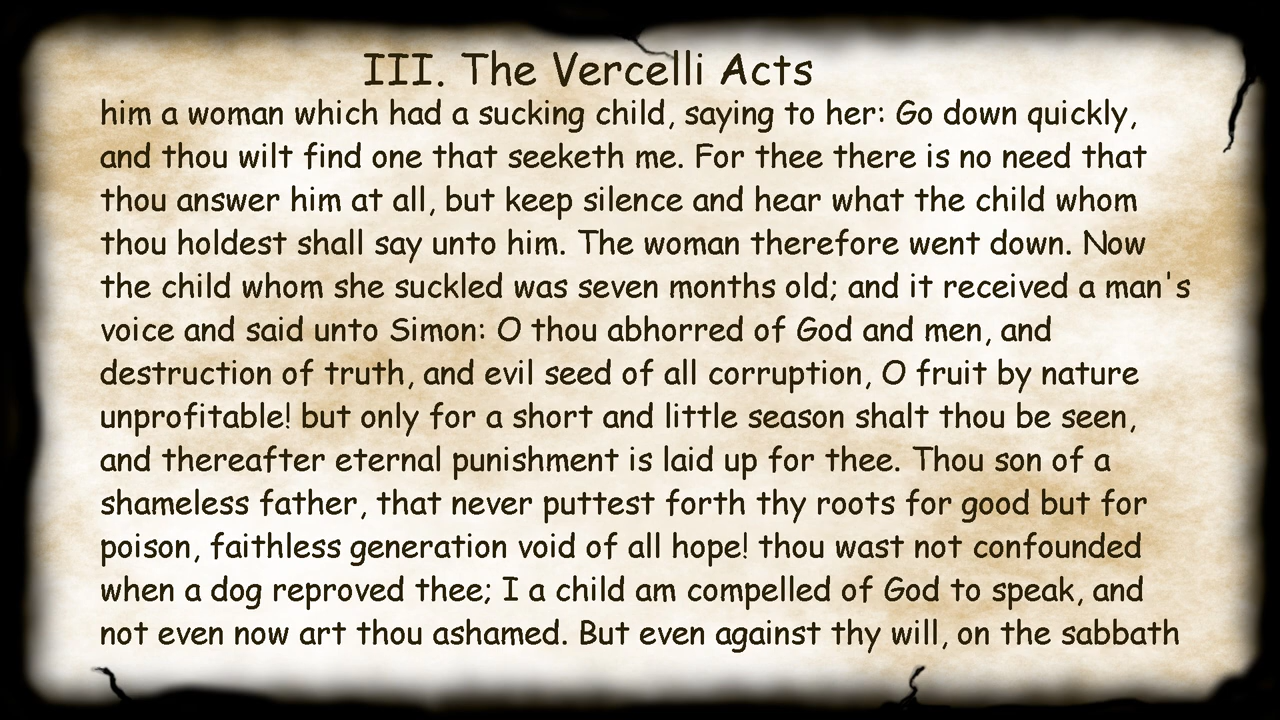 III. The Vercelli Acts
him a woman which had a sucking child, saying to her: Go down quickly,
and thou wilt find one that seeketh me. For thee there is no need that
thou answer him at all, but keep silence and hear what the child whom
thou holdest shall say unto him. The woman therefore went down. Now
the child whom she suckled was seven months old; and it received a man's
voice and said unto Simon: O thou abhorred of God and men, and
destruction of truth, and evil seed of all corruption, O fruit by nature
unprofitable! but only for a short and little season shalt thou be seen,
and thereafter eternal punishment is laid up for thee. Thou son of a
shameless father, that never puttest forth thy roots for good but for
poison, faithless generation void of all hope! thou wast not confounded
when a dog reproved thee; I a child am compelled of God to speak, and
not even now art thou ashamed. But even against thy will, on the sabbath